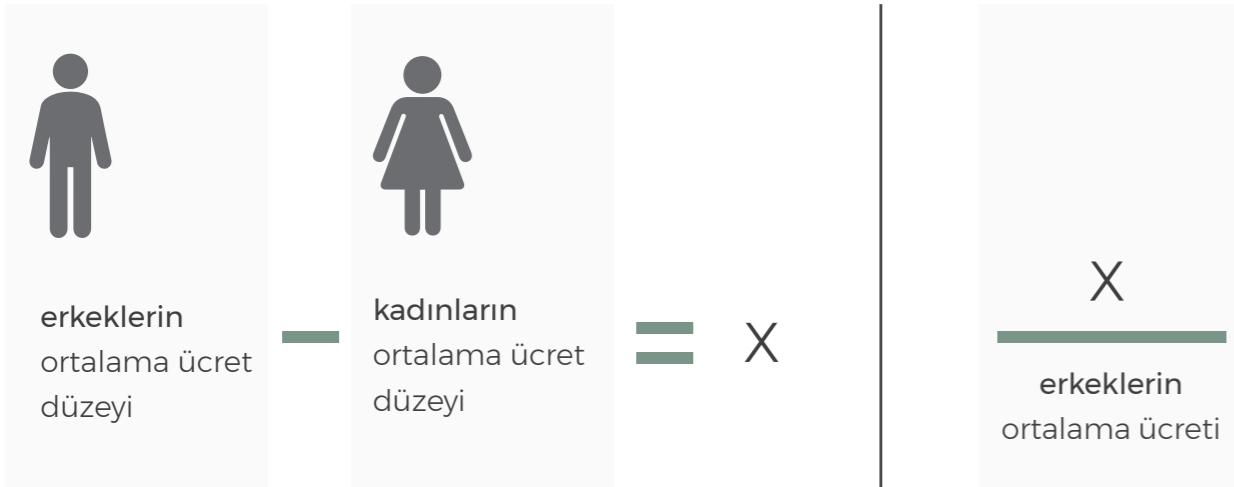 erkeklerin
ortalama ücret
düzeyi
kadınların
ortalama ücret
düzeyi
X
X
erkeklerin
ortalama ücreti